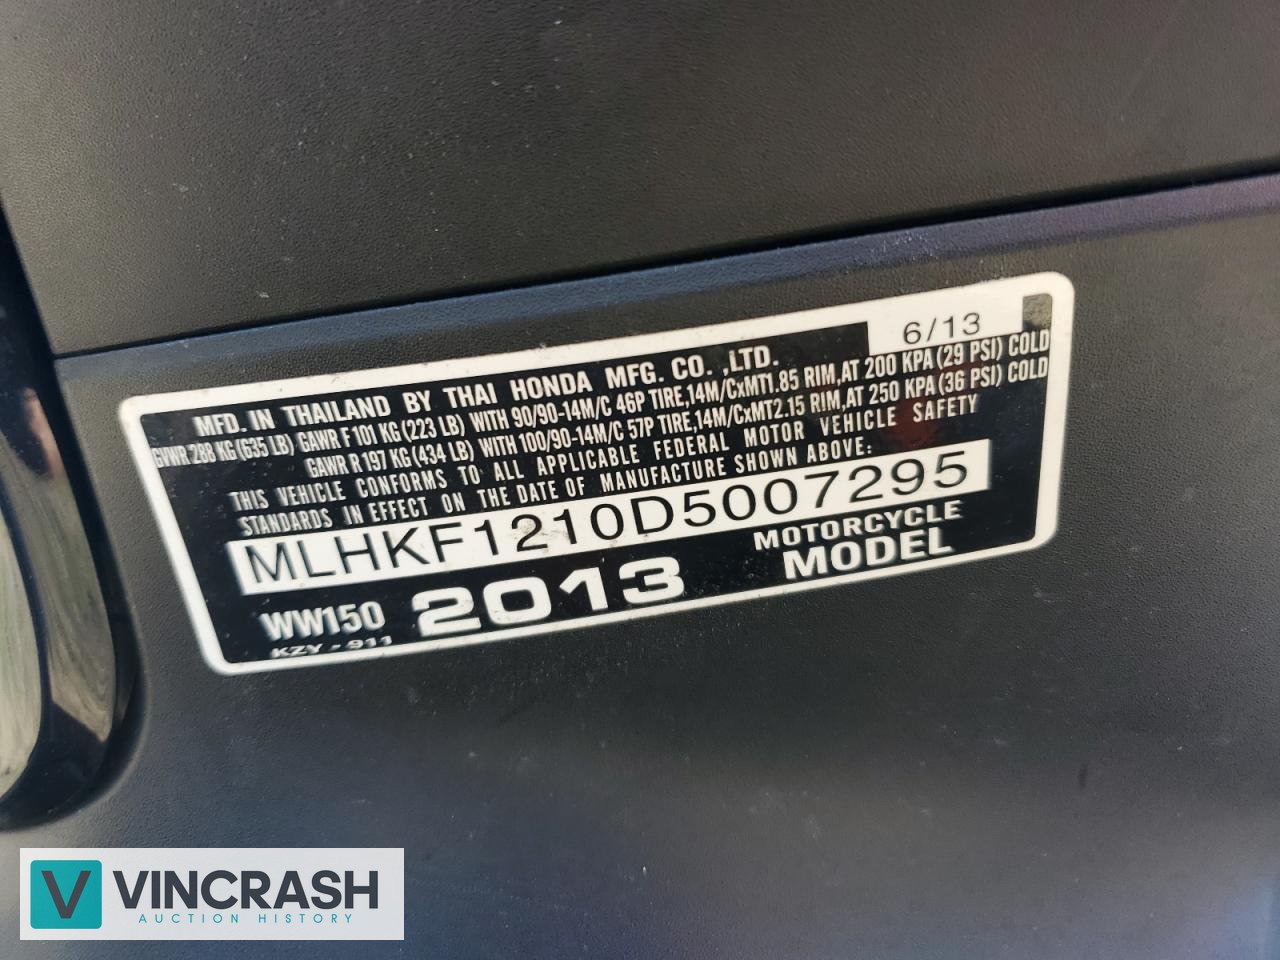 6/13
MFD. IN THAILAND BY THAI HONDA MFG. CO. ,LTD.
GVWR 288 KG (635 LB) GAWR F 101 KG (223 LB) WITH 90/90-14M/C 46P TIRE,14M/CxMT1.85 RIM,AT 200 KPA (29 PSI) COLD
GAWR R 197 KG (434 LB) WITH 100/90-14M/C 57P TIRE,14M/CxMT2.15 RIM,AT 250 KPA (36 PSI) COLD
THIS VEHICLE CONFORMS TO ALL APPLICABLE FEDERAL MOTOR VEHICLE SAFETY
STANDARDS IN EFFECT ON THE DATE OF MANUFACTURE SHOWN ABOVE:
MLHKF1210D5007295
WW150 2013 MOTORCYCLE
MODEL
KZY - 911
V VINCRASH
AUCTION HISTORY